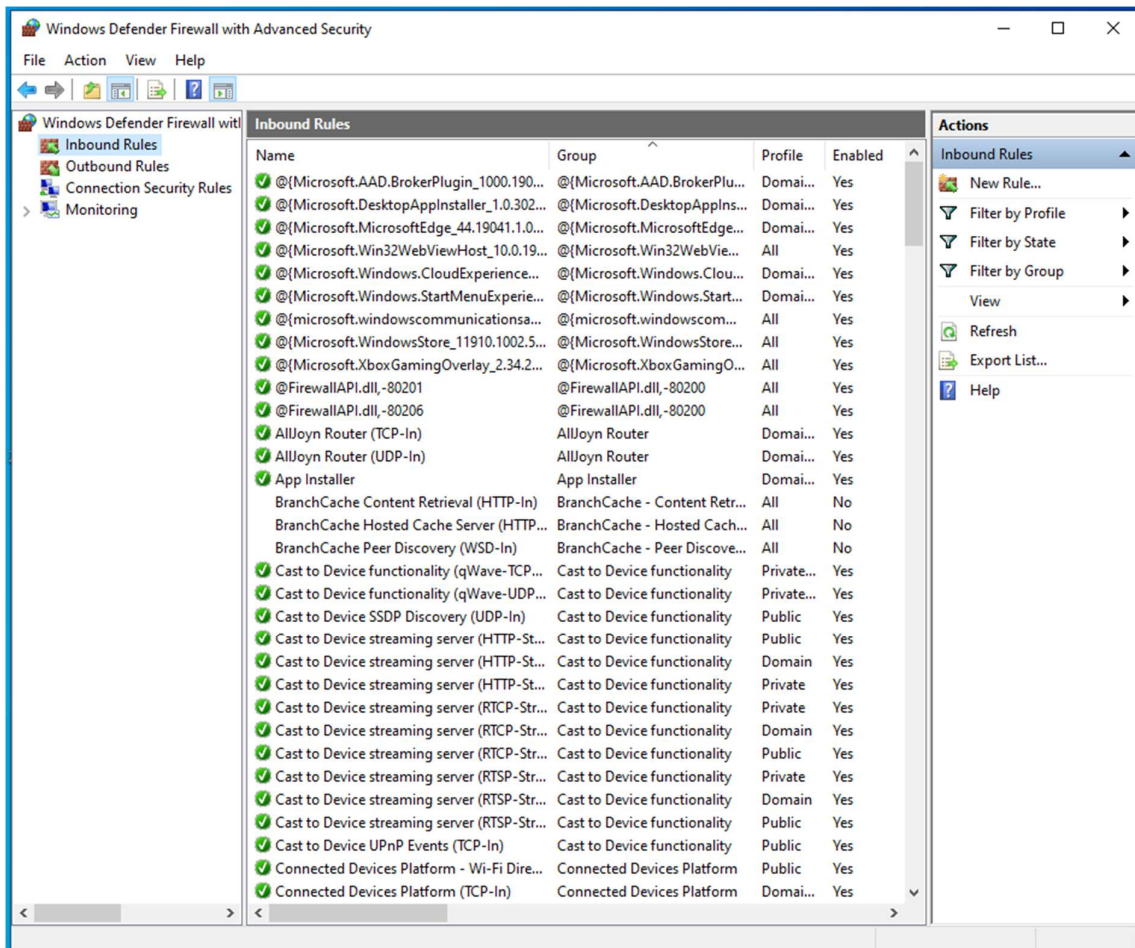 Windows Defender Firewall with Advanced Security
File Action View Help
Windows Defender Firewall witl
Inbound Rules
Outbound Rules
Connection Security Rules
Monitoring
Inbound Rules
Name Group Profile Enabled
@{Microsoft.AAD.BrokerPlugin_1000.190... @{Microsoft.AAD.BrokerPlu... Domai... Yes
@{Microsoft.DesktopAppInstaller_1.0.302... @{Microsoft.DesktopAppIns... Domai... Yes
@{Microsoft.MicrosoftEdge_44.19041.1.0... @{Microsoft.MicrosoftEdge... Domai... Yes
@{Microsoft.Win32WebViewHost_10.0.19... @{Microsoft.Win32WebVie... All Yes
@{Microsoft.Windows.CloudExperience... @{Microsoft.Windows.Clou... Domai... Yes
@{Microsoft.Windows.StartMenuExperie... @{Microsoft.Windows.Start... Domai... Yes
@{microsoft.windowscommunicationsa... @{microsoft.windowscom... All Yes
@{Microsoft.WindowsStore_11910.1002.5... @{Microsoft.WindowsStore... All Yes
@{Microsoft.XboxGamingOverlay_2.34.2... @{Microsoft.XboxGamingO... All Yes
@FirewallAPI.dll,-80201 @FirewallAPI.dll,-80200 All Yes
@FirewallAPI.dll,-80206 @FirewallAPI.dll,-80200 All Yes
AllJoyn Router (TCP-In) AllJoyn Router Domai... Yes
AllJoyn Router (UDP-In) AllJoyn Router Domai... Yes
App Installer App Installer Domai... Yes
BranchCache Content Retrieval (HTTP-In) BranchCache - Content Retr... All No
BranchCache Hosted Cache Server (HTTP... BranchCache - Hosted Cach... All No
BranchCache Peer Discovery (WSD-In) BranchCache - Peer Discove... All No
Cast to Device functionality (qWave-TCP... Cast to Device functionality Private... Yes
Cast to Device functionality (qWave-UDP... Cast to Device functionality Private... Yes
Cast to Device SSDP Discovery (UDP-In) Cast to Device functionality Public Yes
Cast to Device streaming server (HTTP-St... Cast to Device functionality Public Yes
Cast to Device streaming server (HTTP-St... Cast to Device functionality Domain Yes
Cast to Device streaming server (HTTP-St... Cast to Device functionality Private Yes
Cast to Device streaming server (RTCP-Str... Cast to Device functionality Private Yes
Cast to Device streaming server (RTCP-Str... Cast to Device functionality Domain Yes
Cast to Device streaming server (RTCP-Str... Cast to Device functionality Public Yes
Cast to Device streaming server (RTSP-Str... Cast to Device functionality Private Yes
Cast to Device streaming server (RTSP-Str... Cast to Device functionality Domain Yes
Cast to Device streaming server (RTSP-Str... Cast to Device functionality Public Yes
Cast to Device UPnP Events (TCP-In) Cast to Device functionality Public Yes
Connected Devices Platform - Wi-Fi Dire... Connected Devices Platform Public Yes
Connected Devices Platform (TCP-In) Connected Devices Platform Domai... Yes
Actions
Inbound Rules
New Rule...
Filter by Profile
Filter by State
Filter by Group
View
Refresh
Export List...
Help